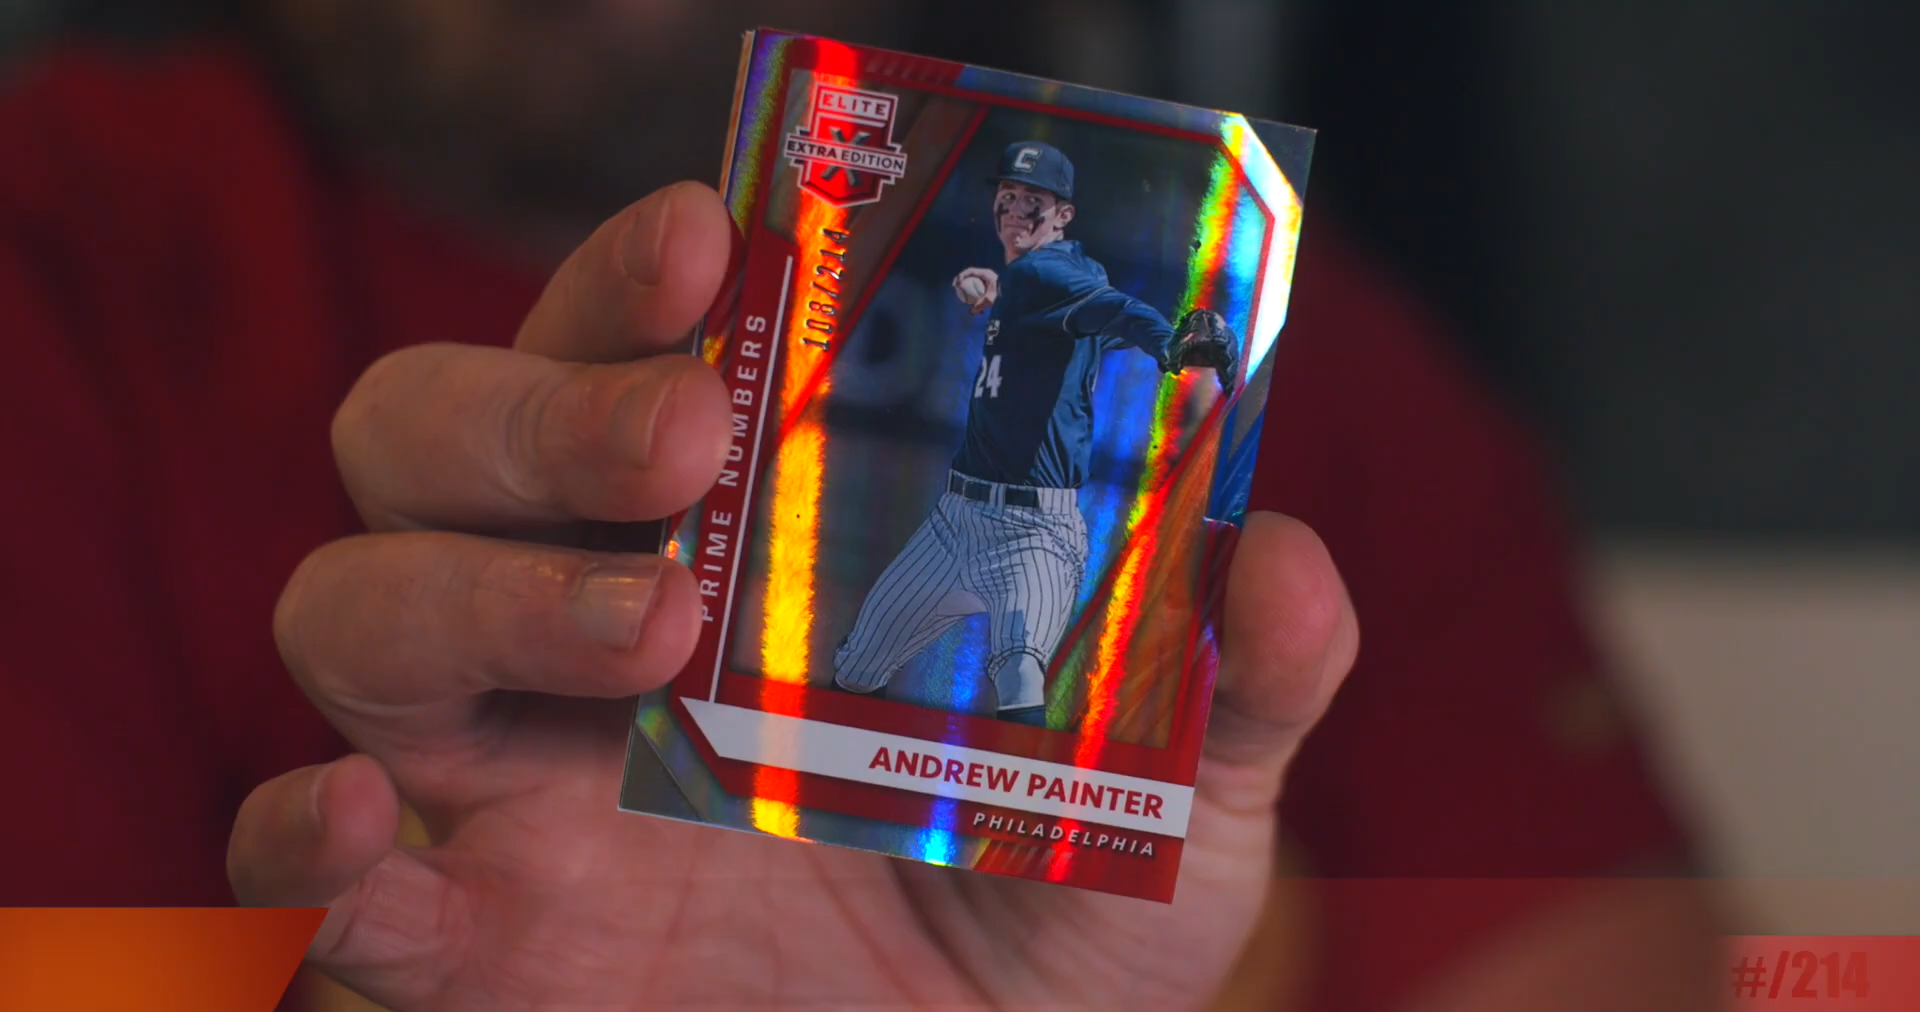 ELITE
X
EXTRA EDITION
C
108/214
PRIME NUMBERS
24
ANDREW PAINTER
PHILADELPHIA
#/214